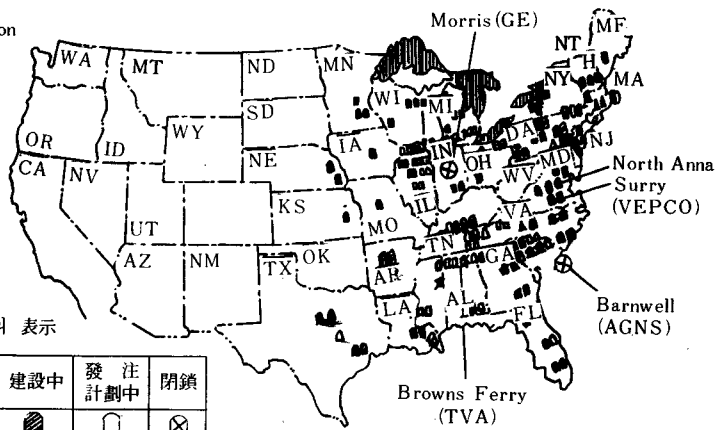 on
Morris (GE)
MF
NT
WA
MT
ND
MN
H
NY
MA
WI
MI
SD
DA
OR
ID
WY
IA
IN
OH
NJ
MD
CA
NV
NE
WV
North Anna
IL
Surry
(VEPCO)
UT
KS
MO
VA
TN
AZ
NM
OK
TX
AR
GA
LA
AL
Barnwell
(AGNS)
FL
表示
建設中
發 注
計劃中
閉鎖
Browns Ferry
(TVA)